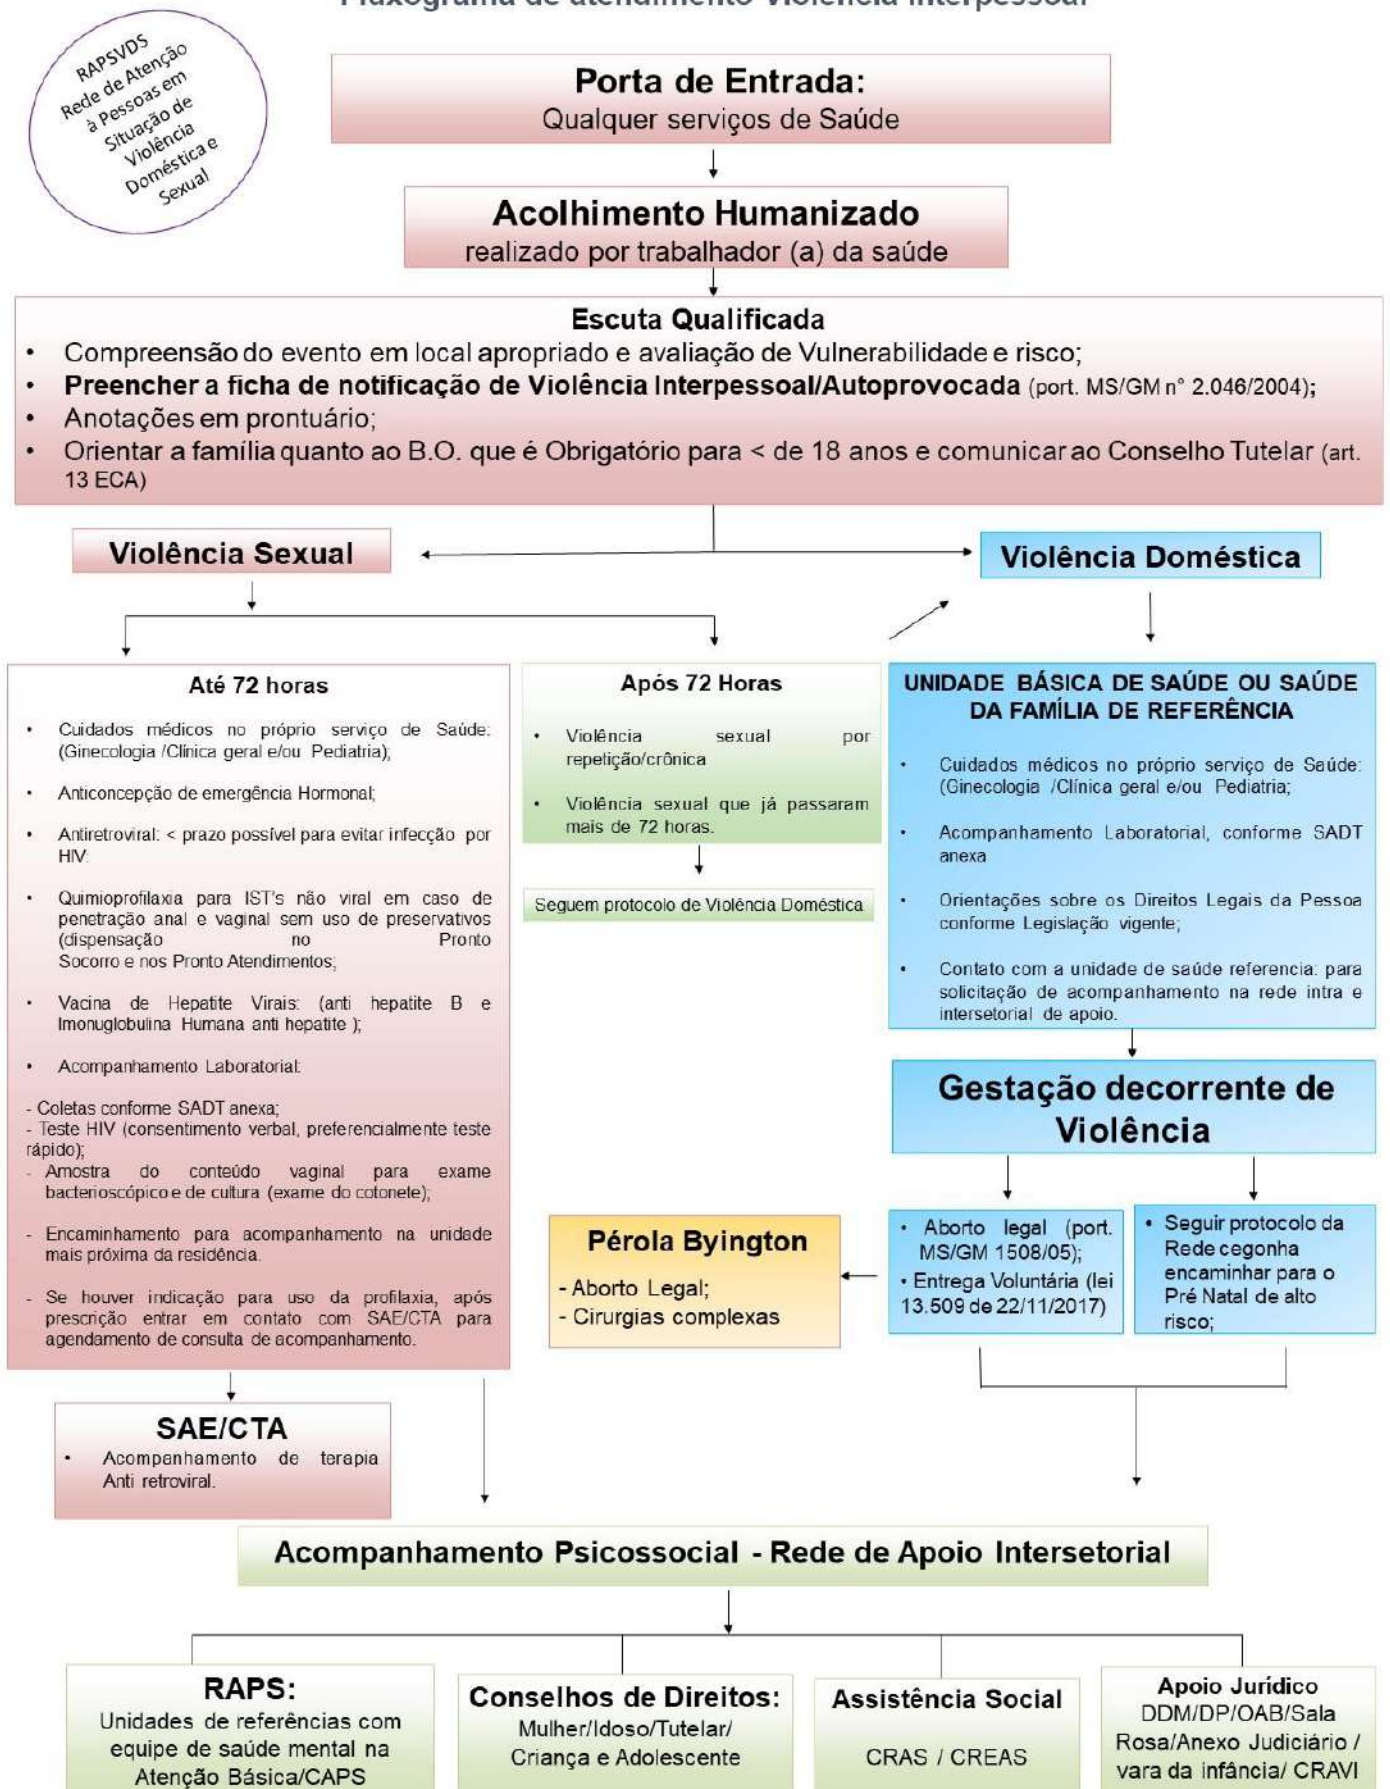 Fluxograma de atendimento Violência Interpessoal
RAPSVDS
Rede de Atenção
à Pessoas em
Situação de
Violência
Doméstica e
Sexual
Porta de Entrada:
Qualquer serviços de Saúde
Acolhimento Humanizado
realizado por trabalhador (a) da saúde
Escuta Qualificada
• Compreensão do evento em local apropriado e avaliação de Vulnerabilidade e risco;
• Preencher a ficha de notificação de Violência Interpessoal/Autoprovocada (port. MS/GM n° 2.046/2004);
• Anotações em prontuário;
• Orientar a família quanto ao B.O. que é Obrigatório para < de 18 anos e comunicar ao Conselho Tutelar (art.
13 ECA)
Violência Sexual
Violência Doméstica
Até 72 horas
• Cuidados médicos no próprio serviço de Saúde:
(Ginecologia /Clínica geral e/ou Pediatria);
• Anticoncepção de emergência Hormonal;
• Antiretroviral: < prazo possível para evitar infecção por
HIV.
• Quimioprofilaxia para IST's não viral em caso de
penetração anal e vaginal sem uso de preservativos
(dispensação no Pronto
Socorro e nos Pronto Atendimentos;
• Vacina de Hepatite Virais: (anti hepatite B e
Imonuglobulina Humana anti hepatite );
• Acompanhamento Laboratorial:
- Coletas conforme SADT anexa;
- Teste HIV (consentimento verbal, preferencialmente teste
rápido);
- Amostra do conteúdo vaginal para exame
bacterioscópico e de cultura (exame do cotonete);
- Encaminhamento para acompanhamento na unidade
mais próxima da residência.
- Se houver indicação para uso da profilaxia, após
prescrição entrar em contato com SAE/CTA para
agendamento de consulta de acompanhamento.
Após 72 Horas
• Violência sexual por
repetição/crônica
• Violência sexual que já passaram
mais de 72 horas.
Seguem protocolo de Violência Doméstica
UNIDADE BÁSICA DE SAÚDE OU SAÚDE
DA FAMÍLIA DE REFERÊNCIA
• Cuidados médicos no próprio serviço de Saúde:
(Ginecologia /Clínica geral e/ou Pediatria;
• Acompanhamento Laboratorial, conforme SADT
anexa
• Orientações sobre os Direitos Legais da Pessoa
conforme Legislação vigente;
• Contato com a unidade de saúde referencia: para
solicitação de acompanhamento na rede intra e
intersetorial de apoio.
Gestação decorrente de
Violência
Pérola Byington
- Aborto Legal;
- Cirurgias complexas
• Aborto legal (port.
MS/GM 1508/05);
• Entrega Voluntária (lei
13.509 de 22/11/2017)
• Seguir protocolo da
Rede cegonha
encaminhar para o
Pré Natal de alto
risco;
SAE/CTA
• Acompanhamento de terapia
Anti retroviral.
Acompanhamento Psicossocial - Rede de Apoio Intersetorial
RAPS:
Unidades de referências com
equipe de saúde mental na
Atenção Básica/CAPS
Conselhos de Direitos:
Mulher/Idoso/Tutelar/
Criança e Adolescente
Assistência Social
CRAS / CREAS
Apoio Jurídico
DDM/DP/OAB/Sala
Rosa/Anexo Judiciário /
vara da infância/ CRAVI